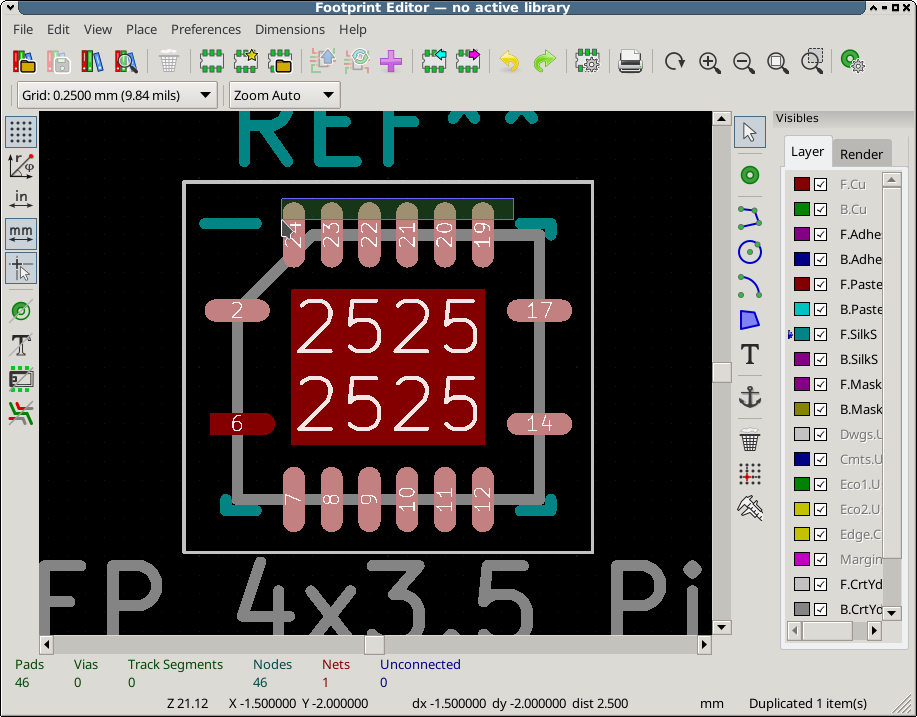 Footprint Editor — no active library
File Edit View Place Preferences Dimensions Help
Grid: 0.2500 mm (9.84 mils) Zoom Auto
Visibles
Layer Render
in
mm
REF**
24 23 22 21 20 19
2 17
2525
2525
6 14
7 8 9 10 11 12
FP 4x3.5 Pi
F.Cu
B.Cu
F.Adhe
B.Adhe
F.Paste
B.Paste
F.SilkS
B.SilkS
F.Mask
B.Mask
Dwgs.U
Cmts.U
Eco1.U
Eco2.U
Edge.C
Margin
F.CrtYd
B.CrtYd
Pads Vias Track Segments Nodes Nets Unconnected
46 0 0 46 1 0
Z 21.12 X -1.500000 Y -2.000000 dx -1.500000 dy -2.000000 dist 2.500 mm Duplicated 1 item(s)